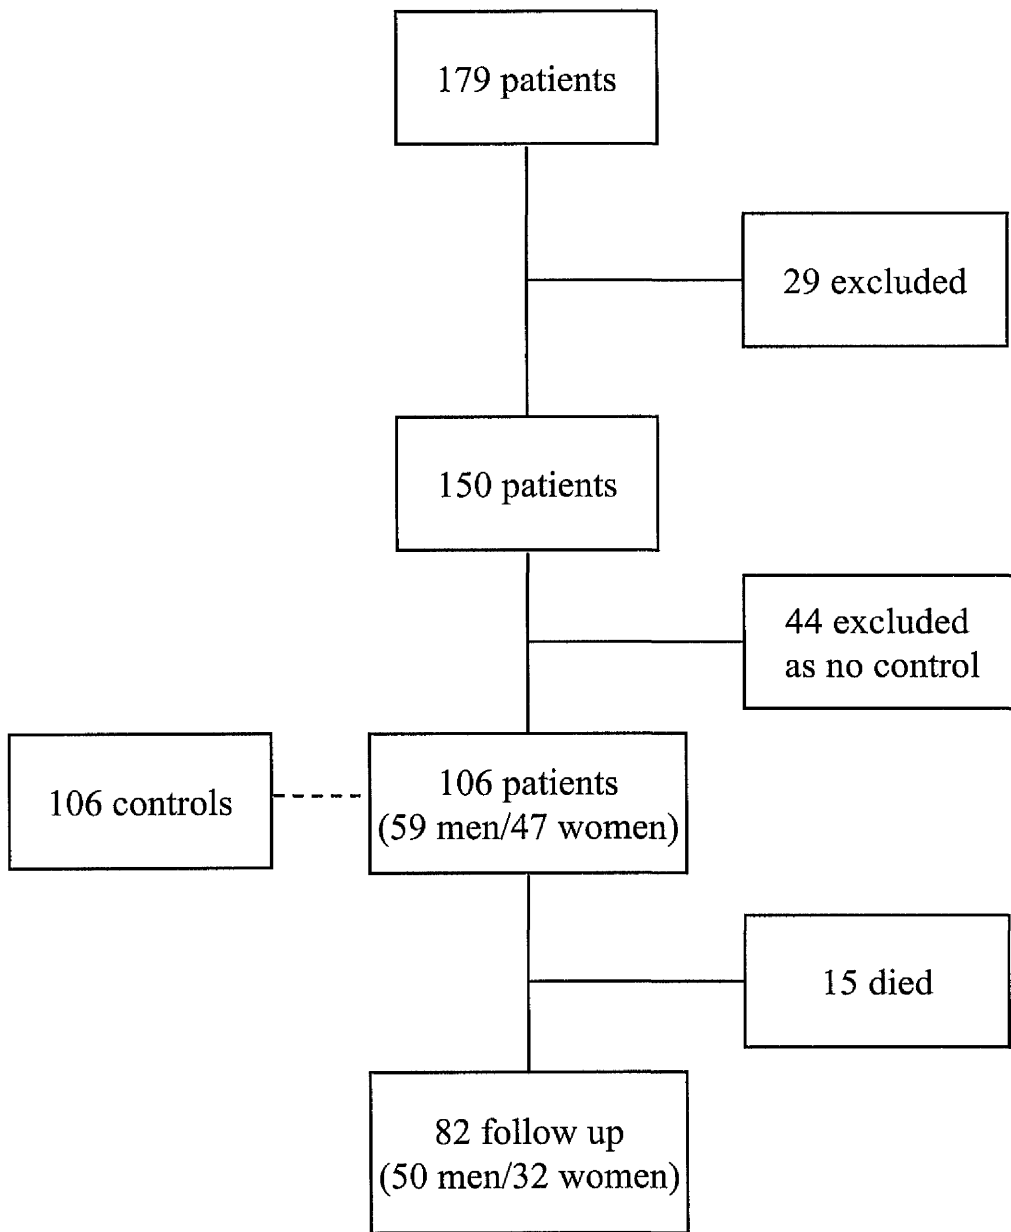 179 patients
29 excluded
150 patients
44 excluded
as no control
106 controls
106 patients
(59 men/47 women)
15 died
82 follow up
(50 men/32 women)